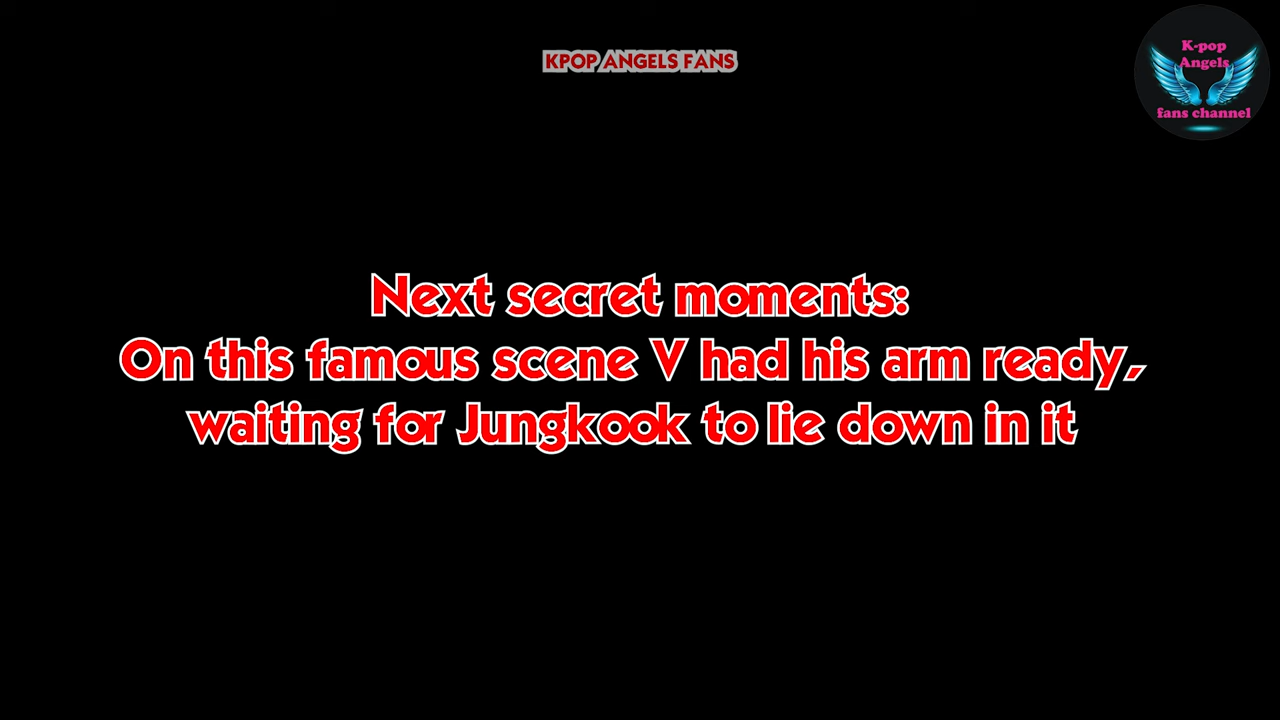 KPOP ANGELS FANS
K-pop
Angels
fans channel
Next secret moments:
On this famous scene V had his arm ready,
waiting for Jungkook to lie down in it